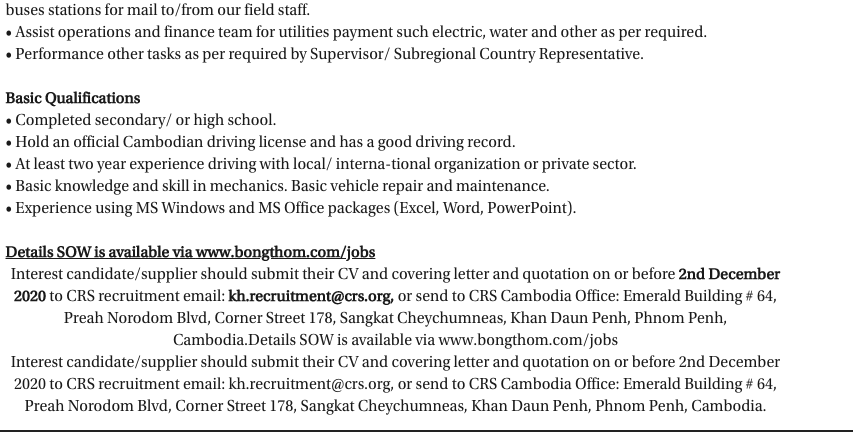 buses stations for mail to/from our field staff.
• Assist operations and finance team for utilities payment such electric, water and other as per required.
• Performance other tasks as per required by Supervisor/ Subregional Country Representative.
Basic Qualifications
• Completed secondary/ or high school.
• Hold an official Cambodian driving license and has a good driving record.
• At least two year experience driving with local/ interna-tional organization or private sector.
• Basic knowledge and skill in mechanics. Basic vehicle repair and maintenance.
• Experience using MS Windows and MS Office packages (Excel, Word, PowerPoint).
Details SOW is available via www.bongthom.com/jobs
Interest candidate/supplier should submit their CV and covering letter and quotation on or before 2nd December
2020 to CRS recruitment email: kh.recruitment@crs.org, or send to CRS Cambodia Office: Emerald Building # 64,
Preah Norodom Blvd, Corner Street 178, Sangkat Cheychumneas, Khan Daun Penh, Phnom Penh,
Cambodia.Details SOW is available via www.bongthom.com/jobs
Interest candidate/supplier should submit their CV and covering letter and quotation on or before 2nd December
2020 to CRS recruitment email: kh.recruitment@crs.org, or send to CRS Cambodia Office: Emerald Building # 64,
Preah Norodom Blvd, Corner Street 178, Sangkat Cheychumneas, Khan Daun Penh, Phnom Penh, Cambodia.